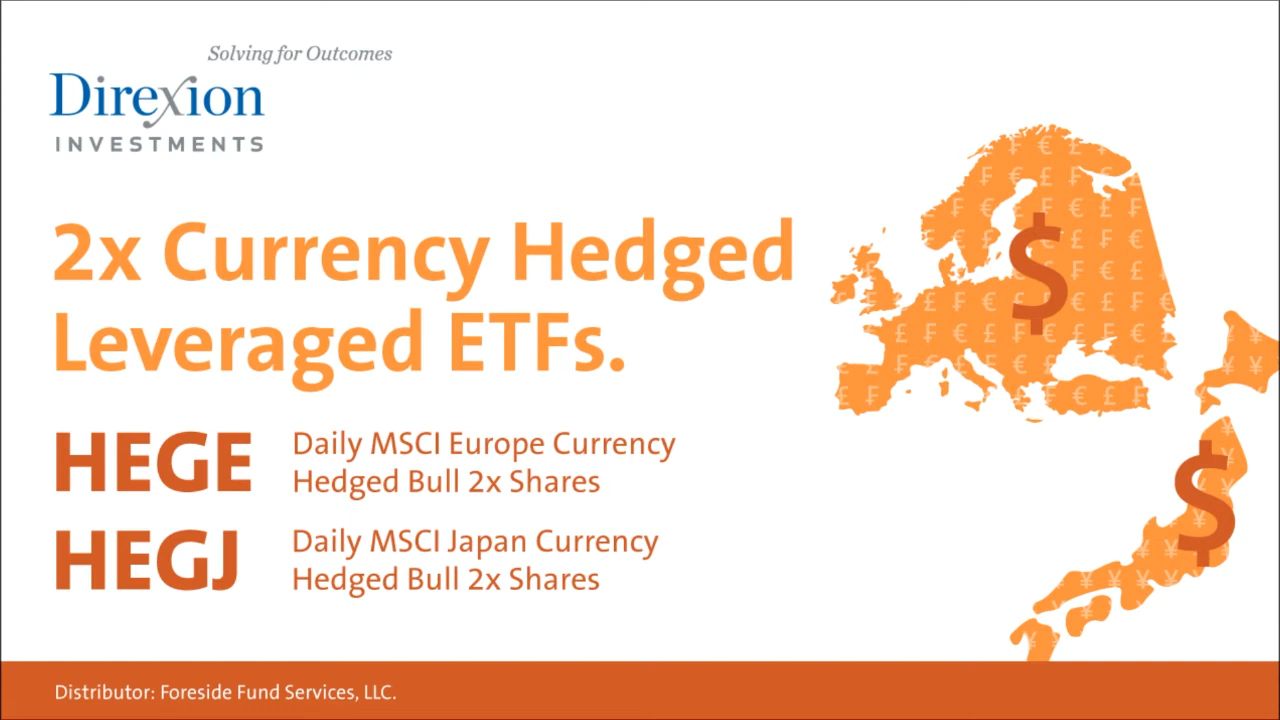 Solving for Outcomes
Direxion
INVESTMENTS
2x Currency Hedged
Leveraged ETFs.
HEGE
Daily MSCI Europe Currency
Hedged Bull 2x Shares
HEGJ
Daily MSCI Japan Currency
Hedged Bull 2x Shares
$
$
Distributor: Foreside Fund Services, LLC.